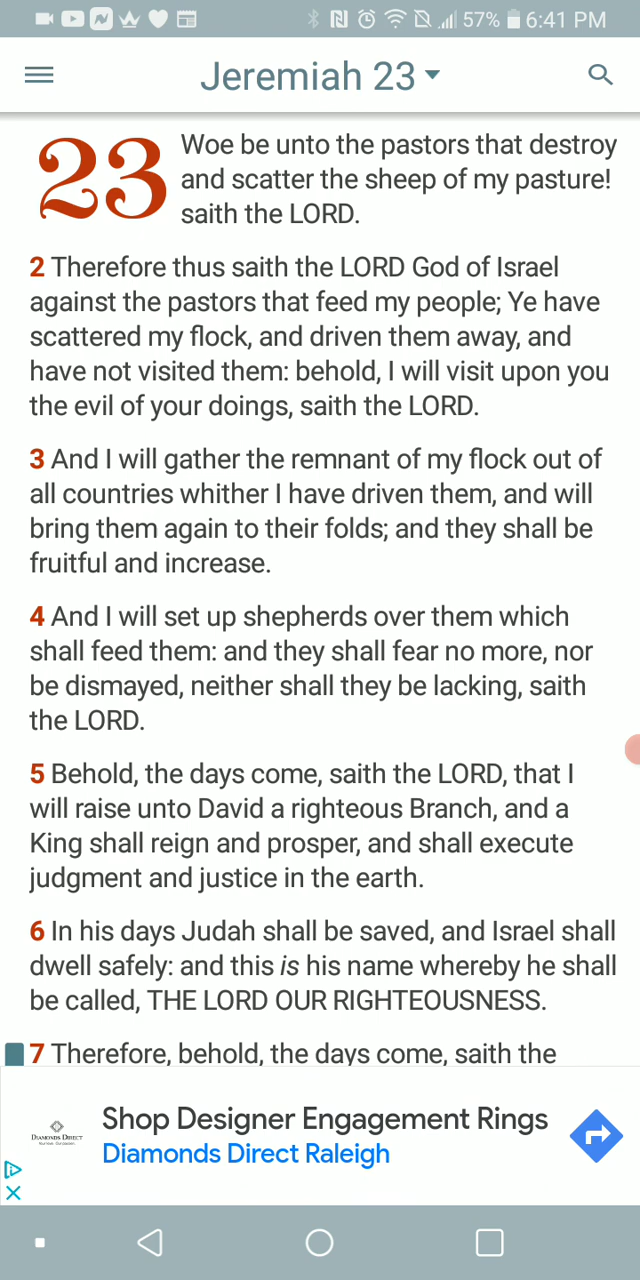 57% 6:41 PM
Jeremiah 23
23 Woe be unto the pastors that destroy
and scatter the sheep of my pasture!
saith the LORD.
2 Therefore thus saith the LORD God of Israel
against the pastors that feed my people; Ye have
scattered my flock, and driven them away, and
have not visited them: behold, I will visit upon you
the evil of your doings, saith the LORD.
3 And I will gather the remnant of my flock out of
all countries whither I have driven them, and will
bring them again to their folds; and they shall be
fruitful and increase.
4 And I will set up shepherds over them which
shall feed them: and they shall fear no more, nor
be dismayed, neither shall they be lacking, saith
the LORD.
5 Behold, the days come, saith the LORD, that I
will raise unto David a righteous Branch, and a
King shall reign and prosper, and shall execute
judgment and justice in the earth.
6 In his days Judah shall be saved, and Israel shall
dwell safely: and this is his name whereby he shall
be called, THE LORD OUR RIGHTEOUSNESS.
7 Therefore, behold, the days come, saith the
DIAMONDS DIRECT
Shop Designer Engagement Rings
Diamonds Direct Raleigh